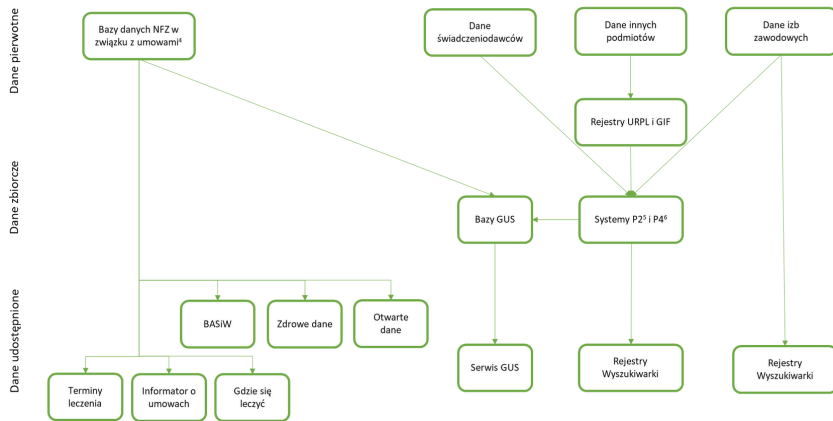 Dane pierwotne
Bazy danych NFZ w
związku z umowami⁴
Dane
świadczeniodawców
Dane innych
podmiotów
Dane izb
zawodowych
Rejestry URPL i GIF
Dane zbiorcze
Bazy GUS
Systemy P2⁵ i P4⁶
Dane udostępnione
BASiW
Zdrowe dane
Otwarte
dane
Serwis GUS
Rejestry
Wyszukiwarki
Rejestry
Wyszukiwarki
Terminy
leczenia
Informator o
umowach
Gdzie się
leczyć